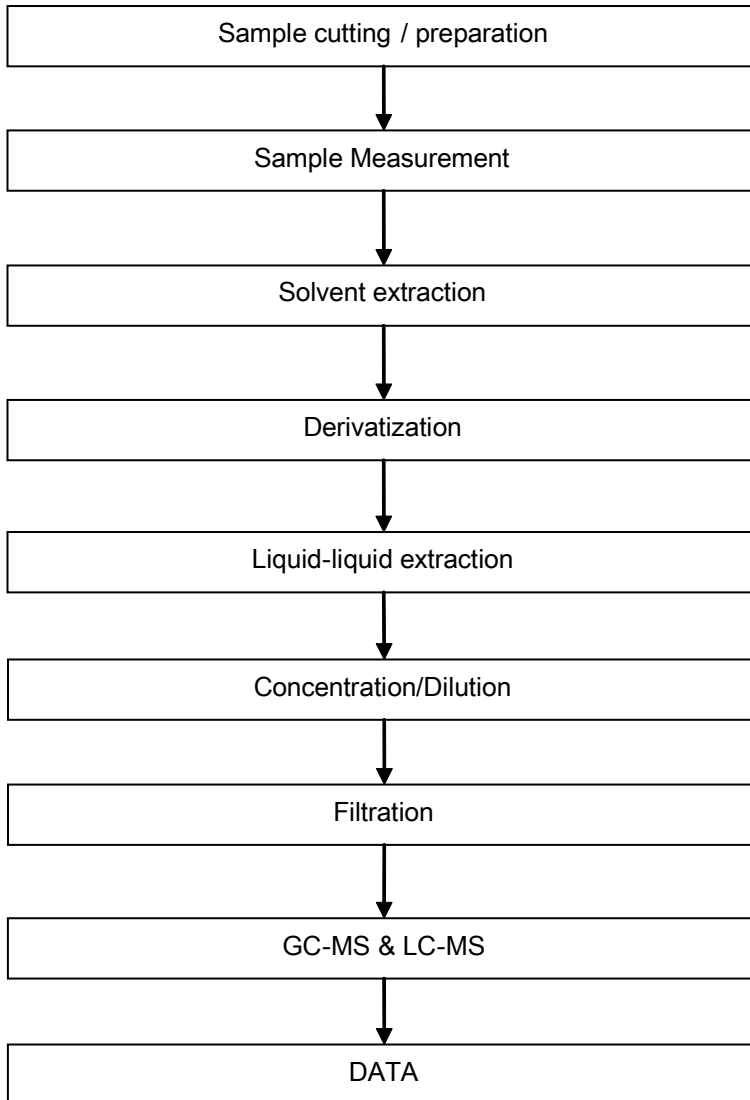 Sample cutting / preparation
Sample Measurement
Solvent extraction
Derivatization
Liquid-liquid extraction
Concentration/Dilution
Filtration
GC-MS & LC-MS
DATA